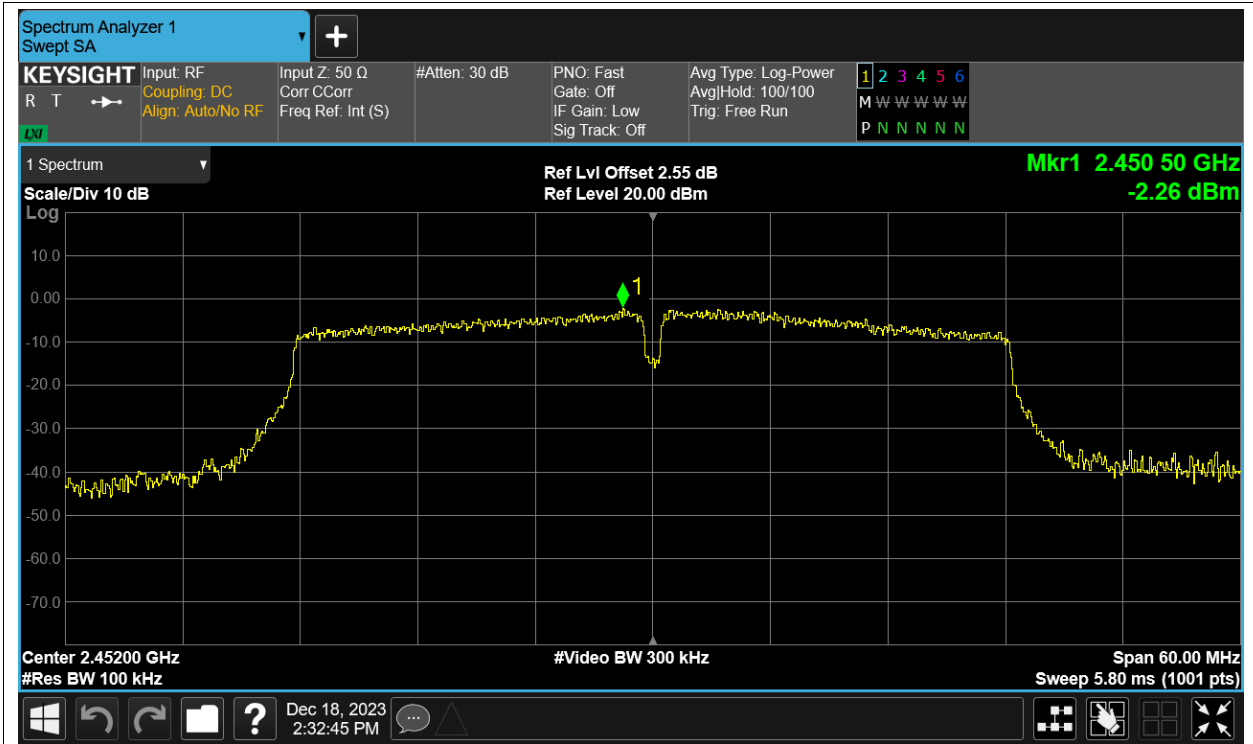 Spectrum Analyzer 1
Swept SA
KEYSIGHT
R T
LXI
Input: RF
Coupling: DC
Align: Auto/No RF
Input Z: 50 Ω
Corr CCorr
Freq Ref: Int (S)
#Atten: 30 dB
PNO: Fast
Gate: Off
IF Gain: Low
Sig Track: Off
Avg Type: Log-Power
Avg|Hold: 100/100
Trig: Free Run
1 2 3 4 5 6
M W W W W W
P N N N N N
1 Spectrum
Scale/Div 10 dB
Log
Ref Lvl Offset 2.55 dB
Ref Level 20.00 dBm
Mkr1 2.450 50 GHz
-2.26 dBm
10.0
0.00
1
-10.0
-20.0
-30.0
-40.0
-50.0
-60.0
-70.0
Center 2.45200 GHz
#Video BW 300 kHz
Span 60.00 MHz
#Res BW 100 kHz
Sweep 5.80 ms (1001 pts)
?
Dec 18, 2023
2:32:45 PM